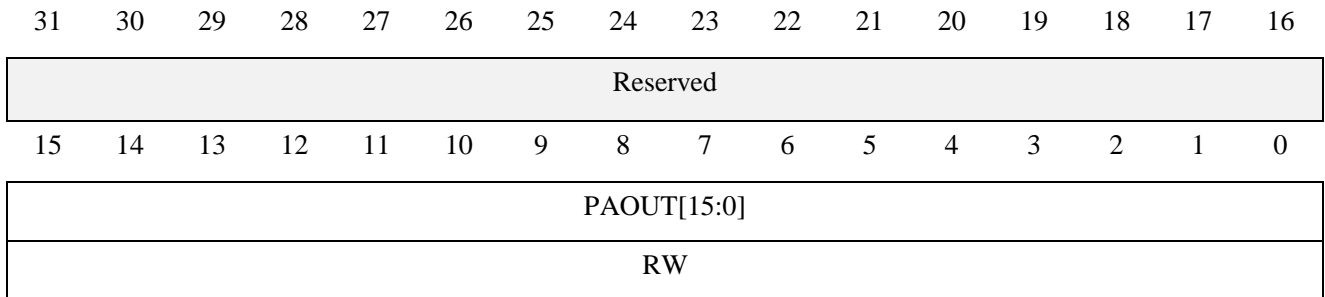 31 30 29 28 27 26 25 24 23 22 21 20 19 18 17 16
Reserved
15 14 13 12 11 10 9 8 7 6 5 4 3 2 1 0
PAOUT[15:0]
RW